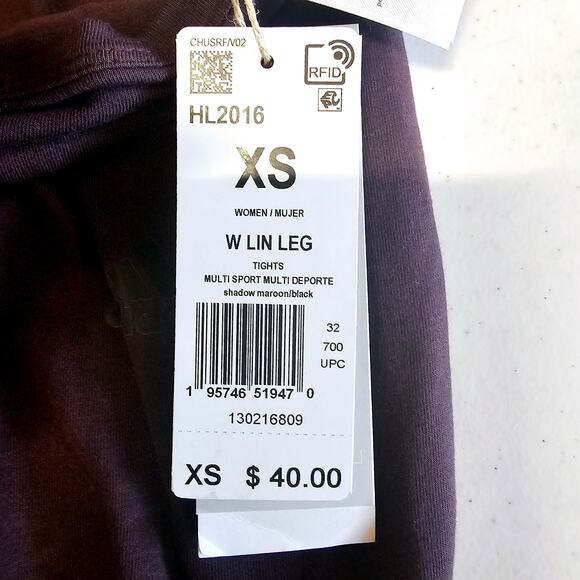 CHUSRF/V02
RFID
HL2016
XS
WOMEN / MUJER
W LIN LEG
TIGHTS
MULTI SPORT MULTI DEPORTE
shadow maroon/black
32
700
UPC
1 95746 51947 0
130216809
XS $ 40.00